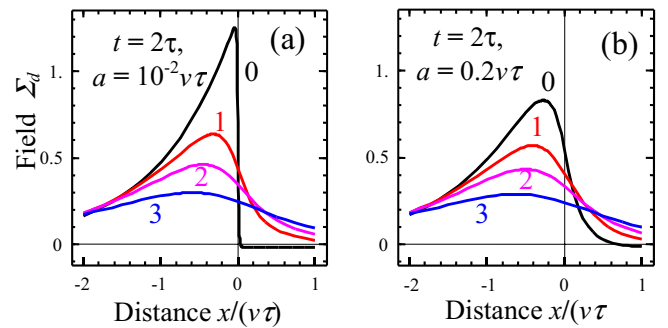 (a)
t = 2τ,
a = 10⁻²vτ
0
1
2
3
Field Σ_d
1.
0.5
0
-2
-1
0
1
Distance x/(vτ)
(b)
t = 2τ,
a = 0.2vτ
0
1
2
3
1.
0.5
0
-2
-1
0
1
Distance x/(vτ